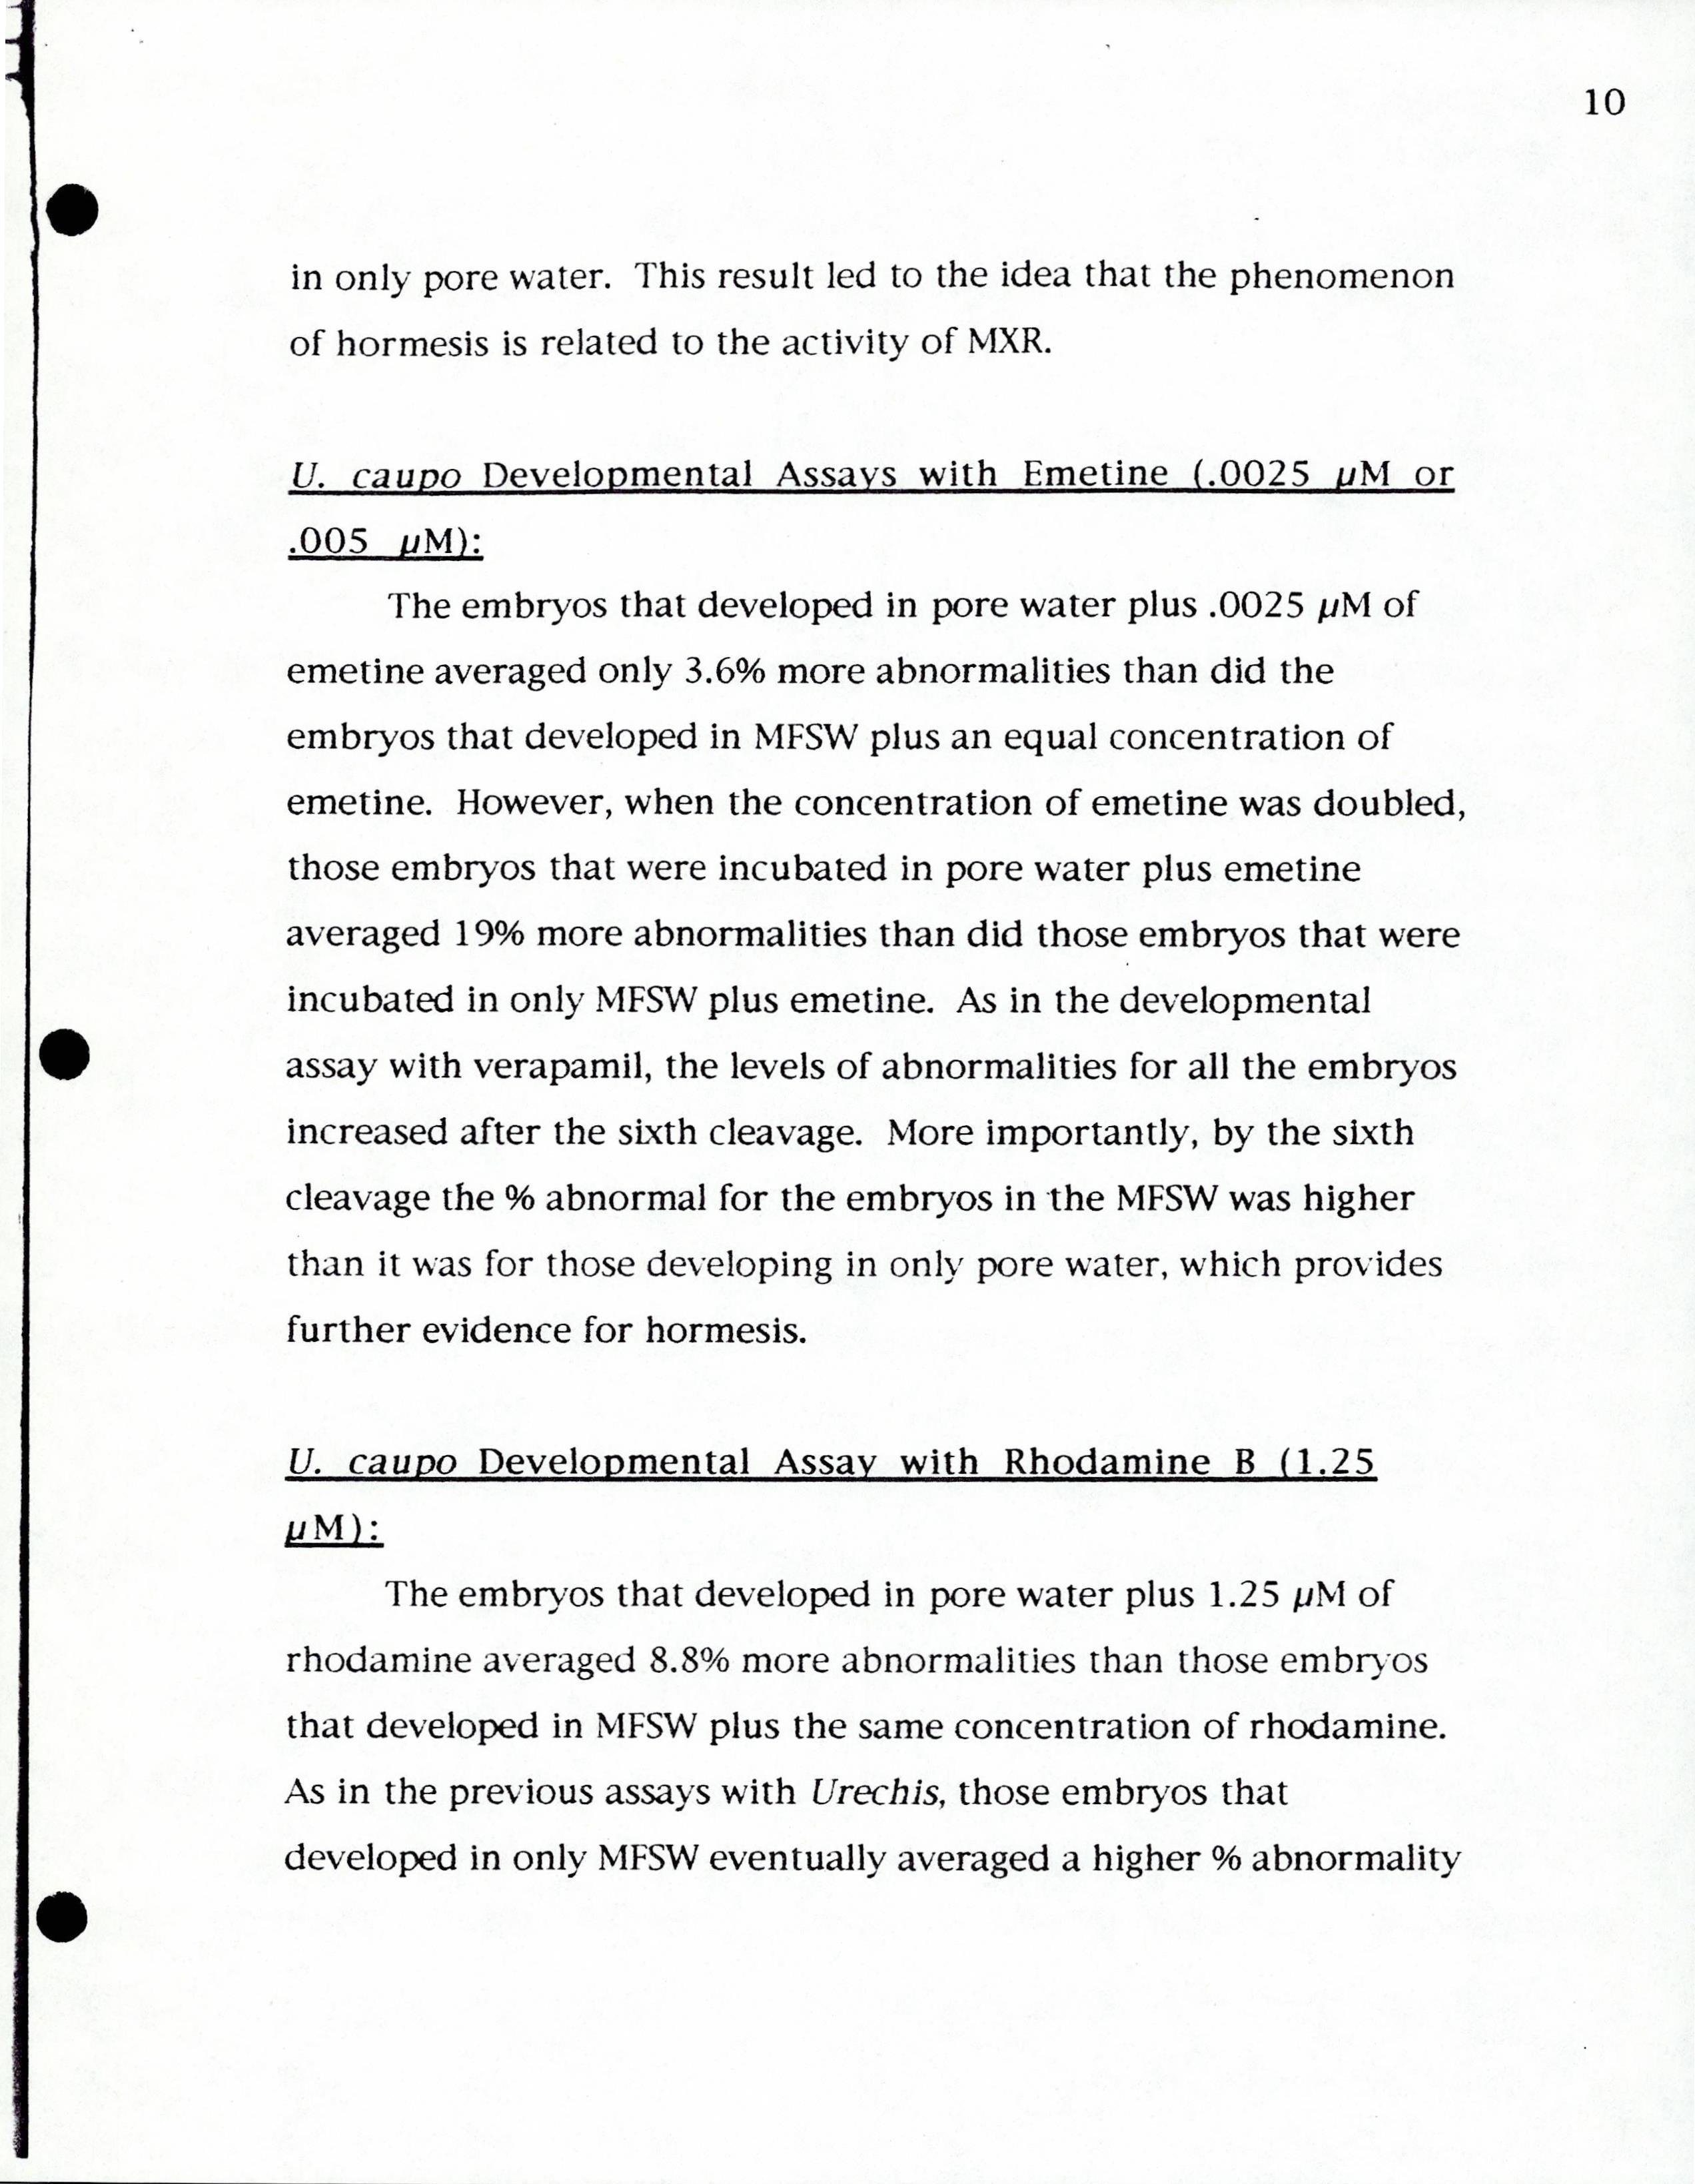 10
in only pore water. This result led to the idea that the phenomenon
of hormesis is related to the activity of MXR.
U. caupo Developmental Assays with Emetine (.0025 µM or
.005 µM):
The embryos that developed in pore water plus .0025 µM of
emetine averaged only 3.6% more abnormalities than did the
embryos that developed in MFSW plus an equal concentration of
emetine. However, when the concentration of emetine was doubled,
those embryos that were incubated in pore water plus emetine
averaged 19% more abnormalities than did those embryos that were
incubated in only MFSW plus emetine. As in the developmental
assay with verapamil, the levels of abnormalities for all the embryos
increased after the sixth cleavage. More importantly, by the sixth
cleavage the % abnormal for the embryos in the MFSW was higher
than it was for those developing in only pore water, which provides
further evidence for hormesis.
U. caupo Developmental Assay with Rhodamine B (1.25
µM):
The embryos that developed in pore water plus 1.25 µM of
rhodamine averaged 8.8% more abnormalities than those embryos
that developed in MFSW plus the same concentration of rhodamine.
As in the previous assays with Urechis, those embryos that
developed in only MFSW eventually averaged a higher % abnormality